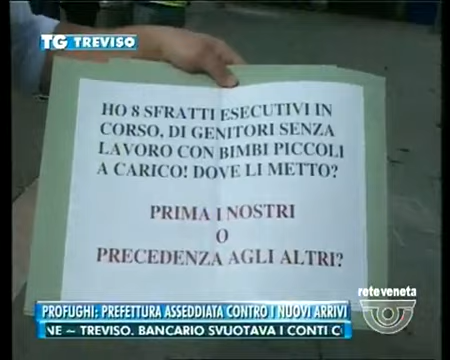 TG TREVISO
HO 8 SFRATTI ESECUTIVI IN
CORSO, DI GENITORI SENZA
LAVORO CON BIMBI PICCOLI
A CARICO! DOVE LI METTO?
PRIMA I NOSTRI
O
PRECEDENZA AGLI ALTRI?
reteveneta
PROFUGHI: PREFETTURA ASSEDIATA CONTRO I NUOVI ARRIVI
NE ~ TREVISO. BANCARIO SVUOTAVA I CONTI C